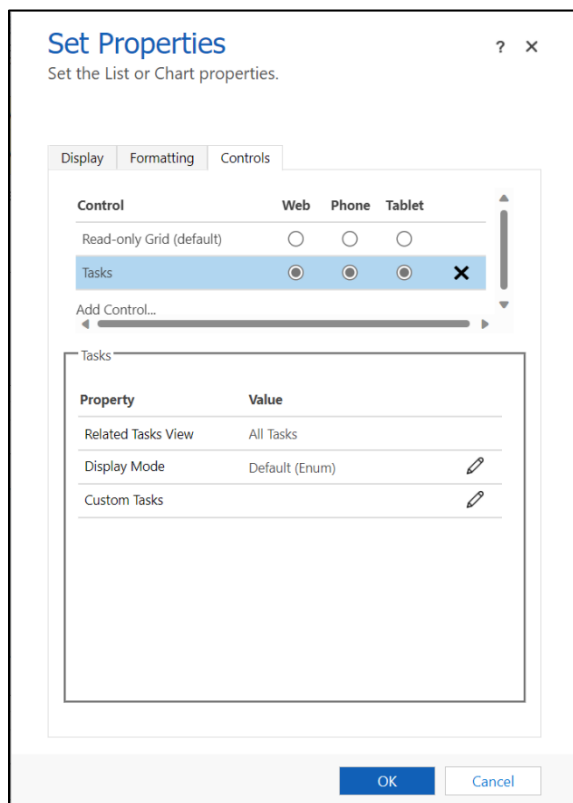 Set Properties
? ✕
Set the List or Chart properties.
Display Formatting Controls
Control Web Phone Tablet
Read-only Grid (default)
Tasks
Add Control...
Tasks
Property Value
Related Tasks View All Tasks
Display Mode Default (Enum)
Custom Tasks
OK Cancel